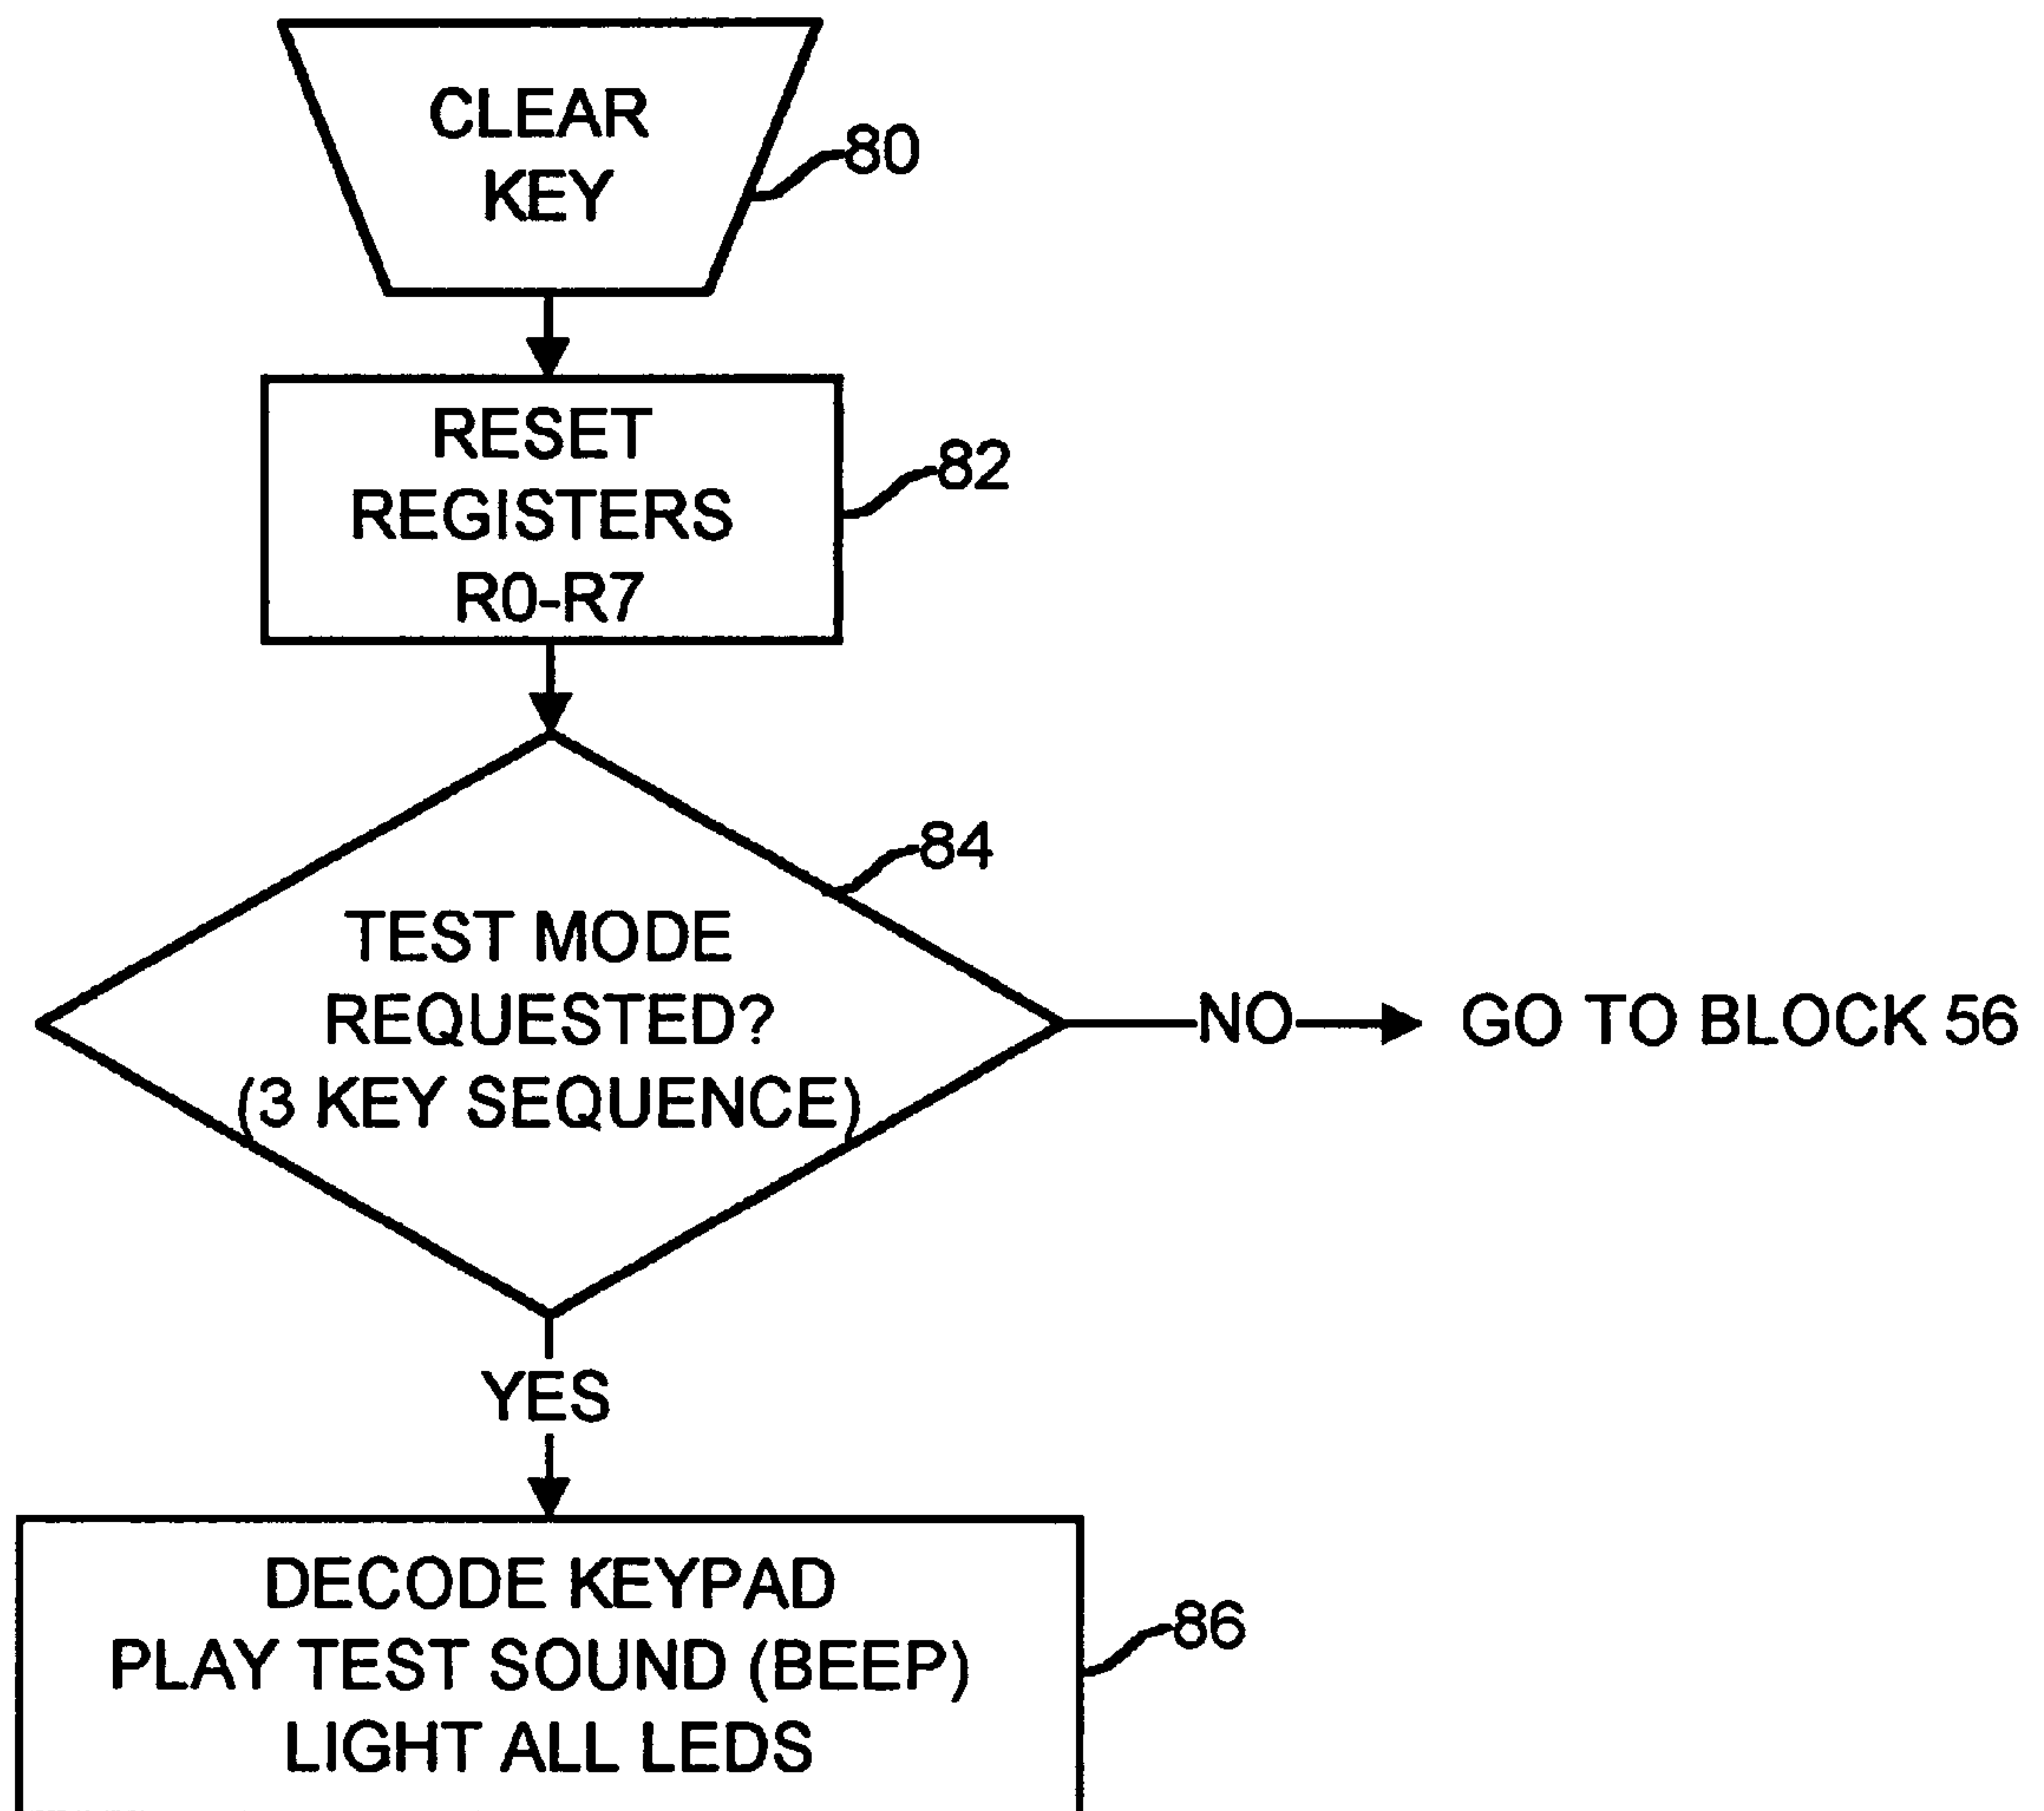 CLEAR
KEY
80
RESET
REGISTERS
R0-R7
82
84
TEST MODE
REQUESTED?
(3 KEY SEQUENCE)
NO
GO TO BLOCK 56
YES
DECODE KEYPAD
PLAY TEST SOUND (BEEP)
LIGHT ALL LEDS
86